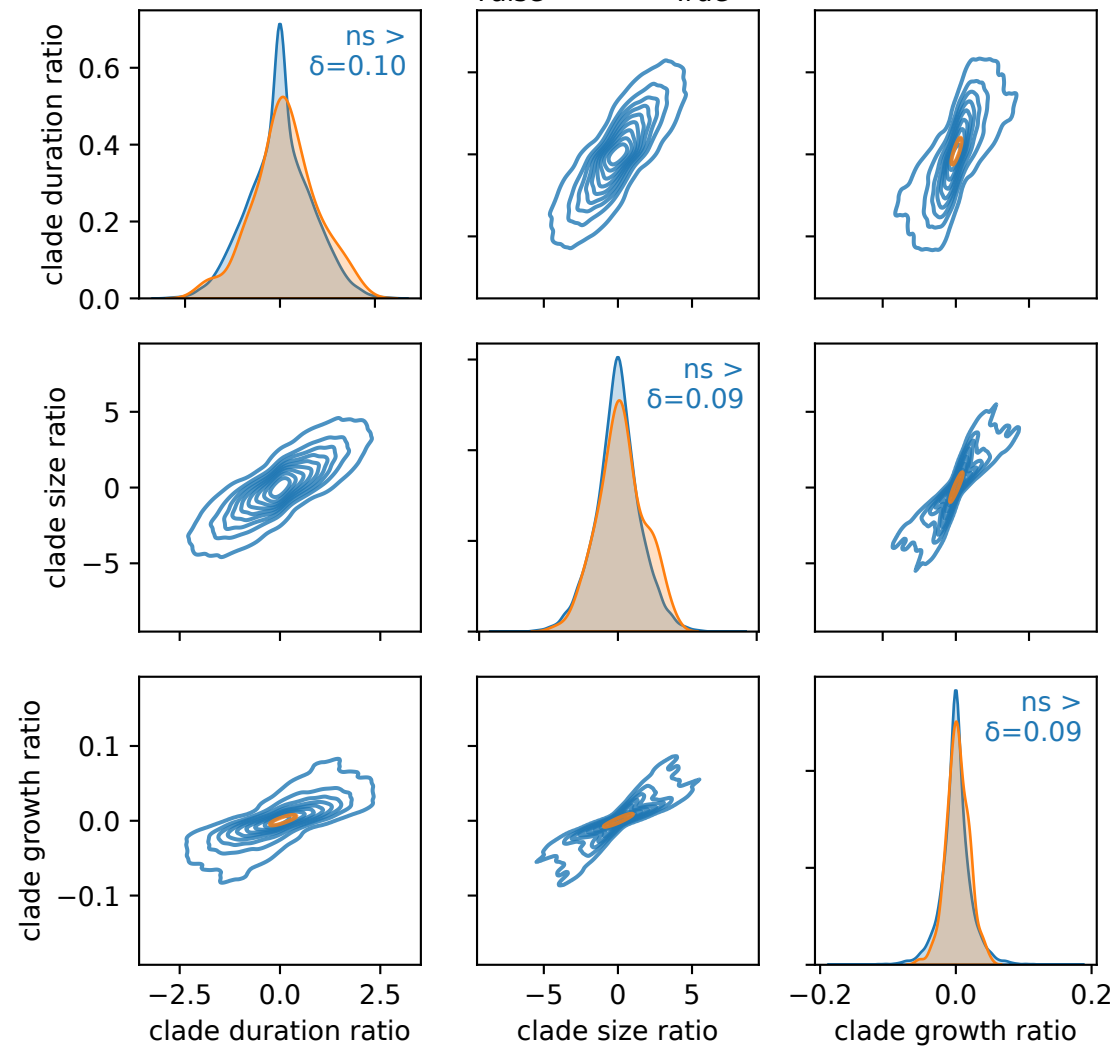 clade duration ratio
0.6
0.4
0.2
0.0
ns >
δ=0.10
clade size ratio
5
0
−5
ns >
δ=0.09
clade growth ratio
0.1
0.0
−0.1
ns >
δ=0.09
−2.5 0.0 2.5
−5 0 5
−0.2 0.0 0.2
clade duration ratio
clade size ratio
clade growth ratio